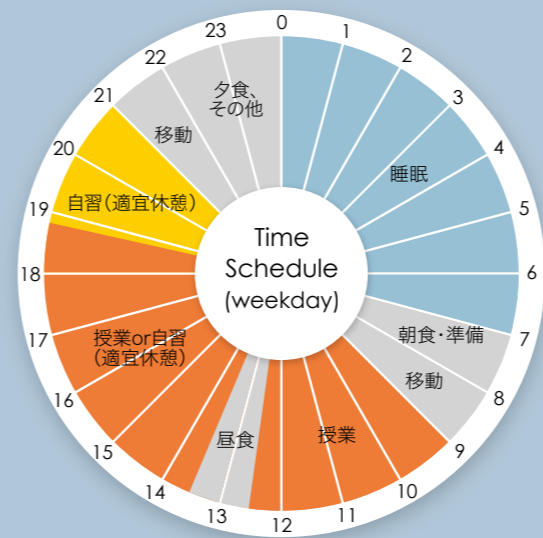 0
1
2
3
4
5
6
7
8
9
10
11
12
13
14
15
16
17
18
19
20
21
22
23
睡眠
朝食・準備
移動
授業
昼食
授業or自習
(適宜休憩)
自習(適宜休憩)
移動
夕食、
その他
Time
Schedule
(weekday)